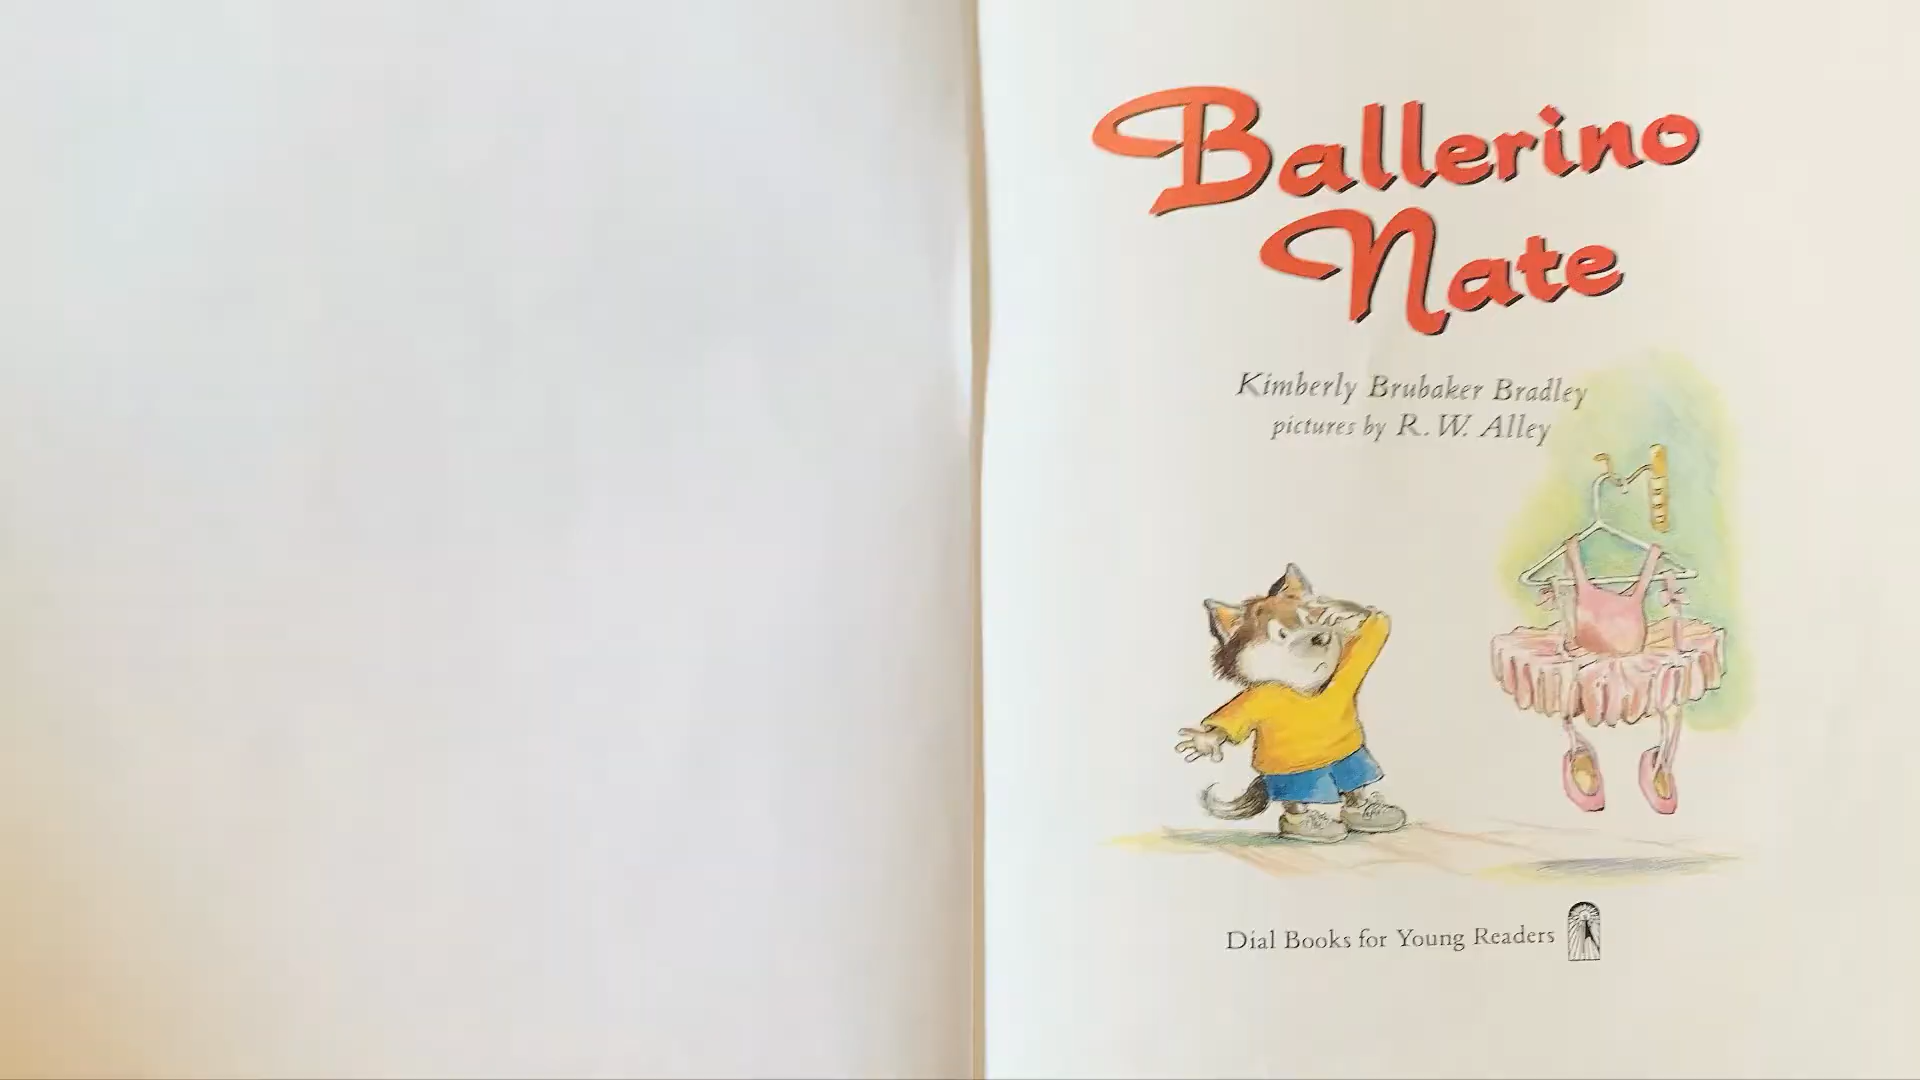 Ballerino
Nate
Kimberly Brubaker Bradley
pictures by R. W. Alley
Dial Books for Young Readers